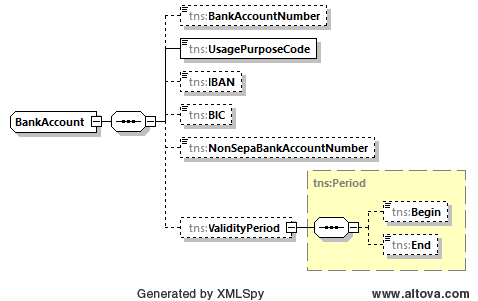 tns:BankAccountNumber
tns:UsagePurposeCode
tns:IBAN
BankAccount
tns:BIC
tns:NonSepaBankAccountNumber
tns:Period
tns:ValidityPeriod
tns:Begin
tns:End
Generated by XMLSpy
www.altova.com